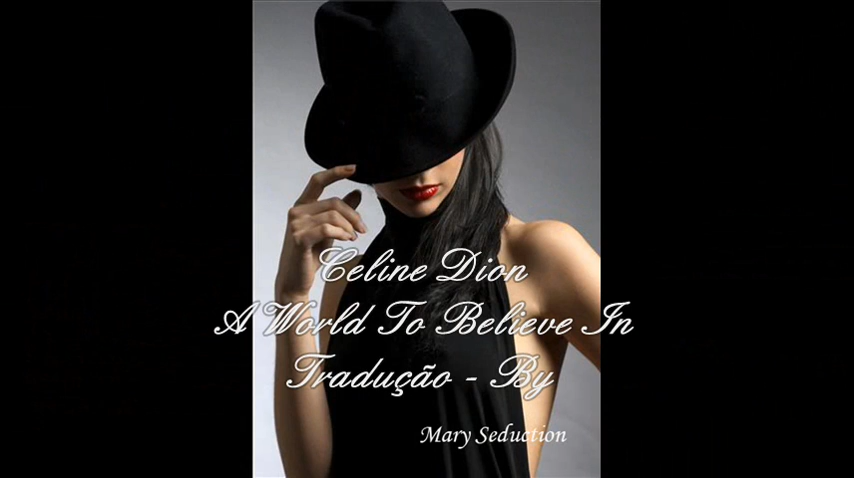 Celine Dion
A World To Believe In
Tradução - By
Mary Seduction